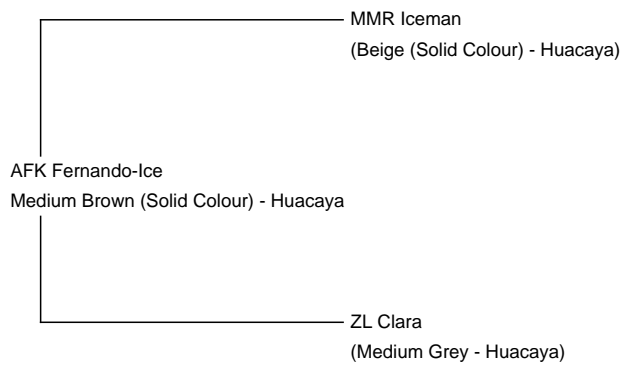 MMR Iceman
(Beige (Solid Colour) - Huacaya)
AFK Fernando-Ice
Medium Brown (Solid Colour) - Huacaya
ZL Clara
(Medium Grey - Huacaya)